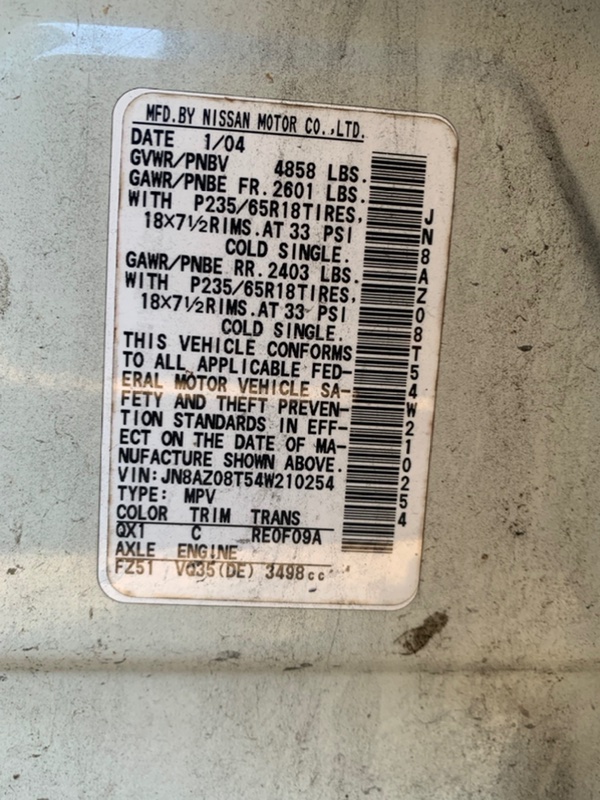 MFD.BY NISSAN MOTOR CO.,LTD.
DATE 1/04
GVWR/PNBV 4858 LBS.
GAWR/PNBE FR.2601 LBS.
WITH P235/65R18TIRES,
18X7½RIMS.AT 33 PSI
COLD SINGLE.
GAWR/PNBE RR.2403 LBS.
WITH P235/65R18TIRES,
18X7½RIMS.AT 33 PSI
COLD SINGLE.
THIS VEHICLE CONFORMS
TO ALL APPLICABLE FED-
ERAL MOTOR VEHICLE SA-
FETY AND THEFT PREVEN-
TION STANDARDS IN EFF-
ECT ON THE DATE OF MA-
NUFACTURE SHOWN ABOVE.
VIN:JN8AZ08T54W210254
TYPE: MPV
COLOR TRIM TRANS
QX1 C RE0F09A
AXLE ENGINE
FZ51 VQ35(DE) 3498cc
JN8AZ08T54W210254